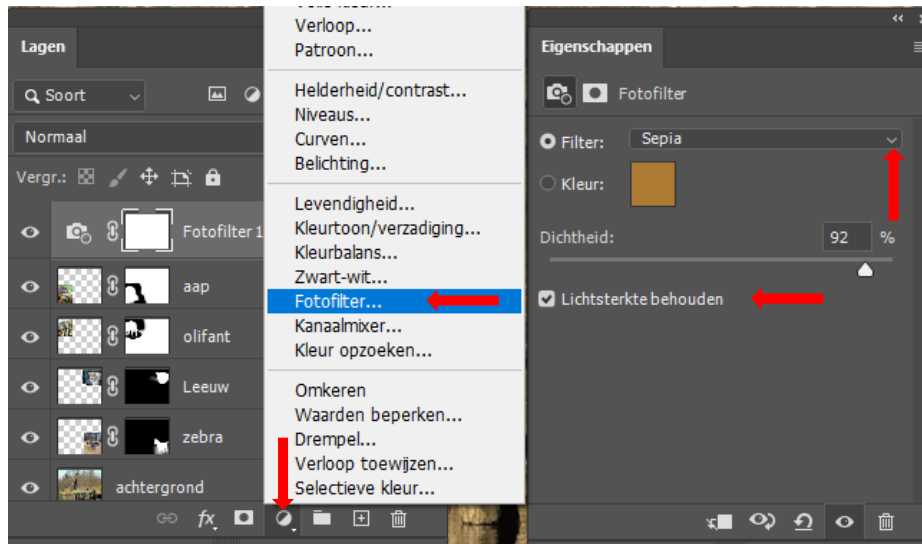 Lagen
Soort
Normaal
Vergr.:
Fotofilter 1
aap
olifant
Leeuw
zebra
achtergrond
fx
Verloop...
Patroon...
Helderheid/contrast...
Niveaus...
Curven...
Belichting...
Levendigheid...
Kleurtoon/verzadiging...
Kleurbalans...
Zwart-wit...
Fotofilter...
Kanaalmixer...
Kleur opzoeken...
Omkeren
Waarden beperken...
Drempel...
Verloop toewijzen...
Selectieve kleur...
Eigenschappen
Fotofilter
Filter: Sepia
Kleur:
Dichtheid: 92 %
Lichtsterkte behouden